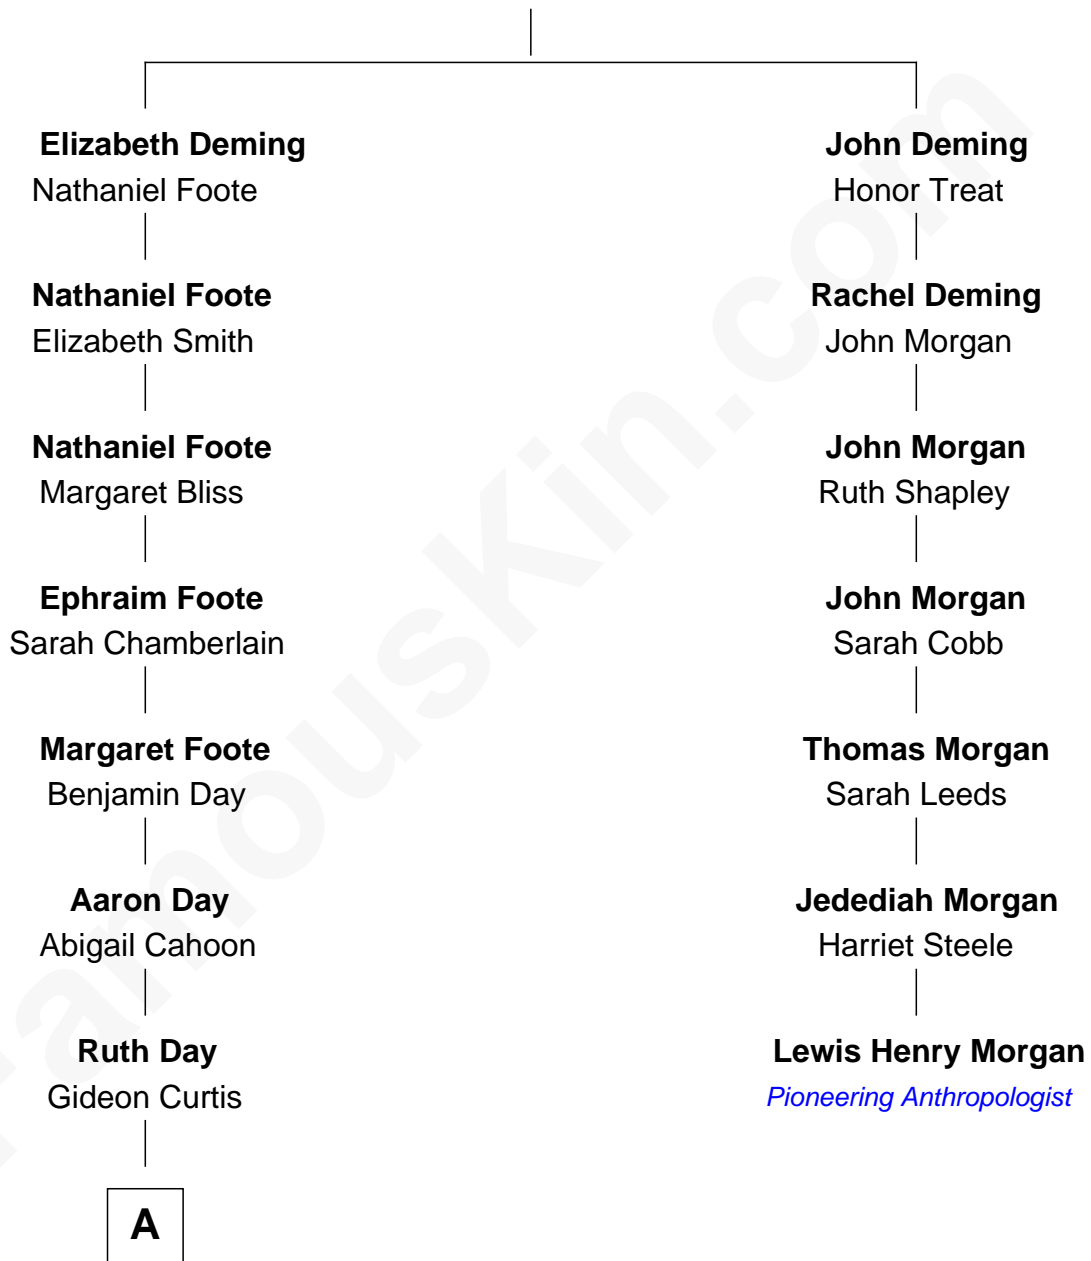 Elizabeth Deming
Nathaniel Foote
John Deming
Honor Treat
Nathaniel Foote
Elizabeth Smith
Rachel Deming
John Morgan
Nathaniel Foote
Margaret Bliss
John Morgan
Ruth Shapley
Ephraim Foote
Sarah Chamberlain
John Morgan
Sarah Cobb
Margaret Foote
Benjamin Day
Thomas Morgan
Sarah Leeds
Aaron Day
Abigail Cahoon
Jedediah Morgan
Harriet Steele
Ruth Day
Gideon Curtis
Lewis Henry Morgan
Pioneering Anthropologist
A
FamousKin.com